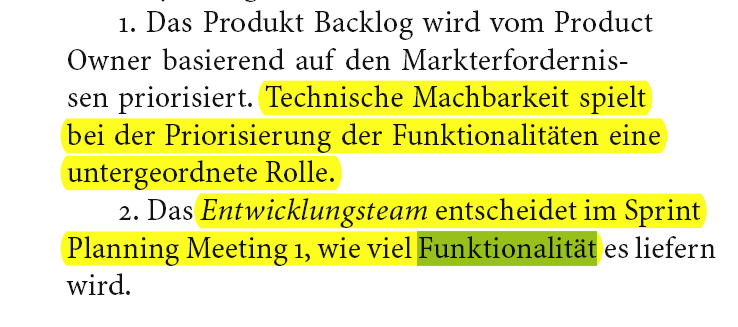 1. Das Produkt Backlog wird vom Product
Owner basierend auf den Markterfordernis-
sen priorisiert. Technische Machbarkeit spielt
bei der Priorisierung der Funktionalitäten eine
untergeordnete Rolle.
2. Das Entwicklungsteam entscheidet im Sprint
Planning Meeting 1, wie viel Funktionalität es liefern
wird.